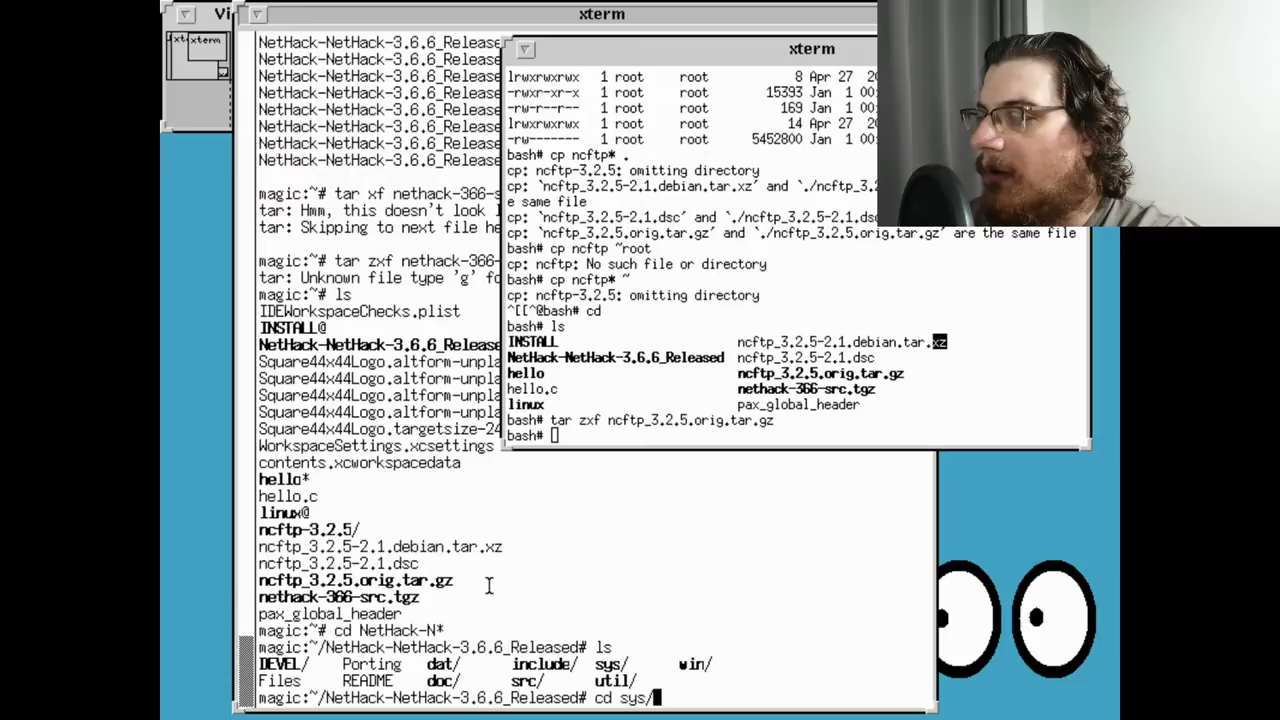 Vi
xterm
xterm
NetHack-NetHack-3.6.6_Release
NetHack-NetHack-3.6.6_Release
NetHack-NetHack-3.6.6_Release
NetHack-NetHack-3.6.6_Release
NetHack-NetHack-3.6.6_Release
NetHack-NetHack-3.6.6_Release
NetHack-NetHack-3.6.6_Release
NetHack-NetHack-3.6.6_Release
magic:~# tar xf nethack-366-s
tar: Hmm, this doesn't look l
tar: Skipping to next file he
magic:~# tar zxf nethack-366-
tar: Unknown file type 'g' fo
magic:~# ls
IDEWorkspaceChecks.plist
INSTALL@
NetHack-NetHack-3.6.6_Release
Square44x44Logo.altform-unpla
Square44x44Logo.altform-unpla
Square44x44Logo.altform-unpla
Square44x44Logo.altform-unpla
Square44x44Logo.targetsize-24
WorkspaceSettings.xcsettings
contents.xcworkspacedata
hello*
hello.c
linux@
ncftp-3.2.5/
ncftp_3.2.5-2.1.debian.tar.xz
ncftp_3.2.5-2.1.dsc
ncftp_3.2.5.orig.tar.gz
nethack-366-src.tgz
pax_global_header
magic:~# cd NetHack-N*
magic:~/NetHack-NetHack-3.6.6_Released# ls
DEVEL/ Porting dat/ include/ sys/ win/
Files README doc/ src/ util/
magic:~/NetHack-NetHack-3.6.6_Released# cd sys/
xterm
lrwxrwxrwx 1 root root 8 Apr 27 20
-rwxr-xr-x 1 root root 15393 Jan 1 00:
-rw-r--r-- 1 root root 169 Jan 1 00:
lrwxrwxrwx 1 root root 14 Apr 27 20
-rw------- 1 root root 5452800 Jan 1 00:
bash# cp ncftp* .
cp: ncftp-3.2.5: omitting directory
cp: `ncftp_3.2.5-2.1.debian.tar.xz' and `./ncftp_3.2
e same file
cp: `ncftp_3.2.5-2.1.dsc' and `./ncftp_3.2.5-2.1.dsc
cp: `ncftp_3.2.5.orig.tar.gz' and `./ncftp_3.2.5.orig.tar.gz' are the same file
bash# cp ncftp ~root
cp: ncftp: No such file or directory
bash# cp ncftp* ~
cp: ncftp-3.2.5: omitting directory
^[[^@bash# cd
bash# ls
INSTALL ncftp_3.2.5-2.1.debian.tar.xz
NetHack-NetHack-3.6.6_Released ncftp_3.2.5-2.1.dsc
hello ncftp_3.2.5.orig.tar.gz
hello.c nethack-366-src.tgz
linux pax_global_header
bash# tar zxf ncftp_3.2.5.orig.tar.gz
bash#